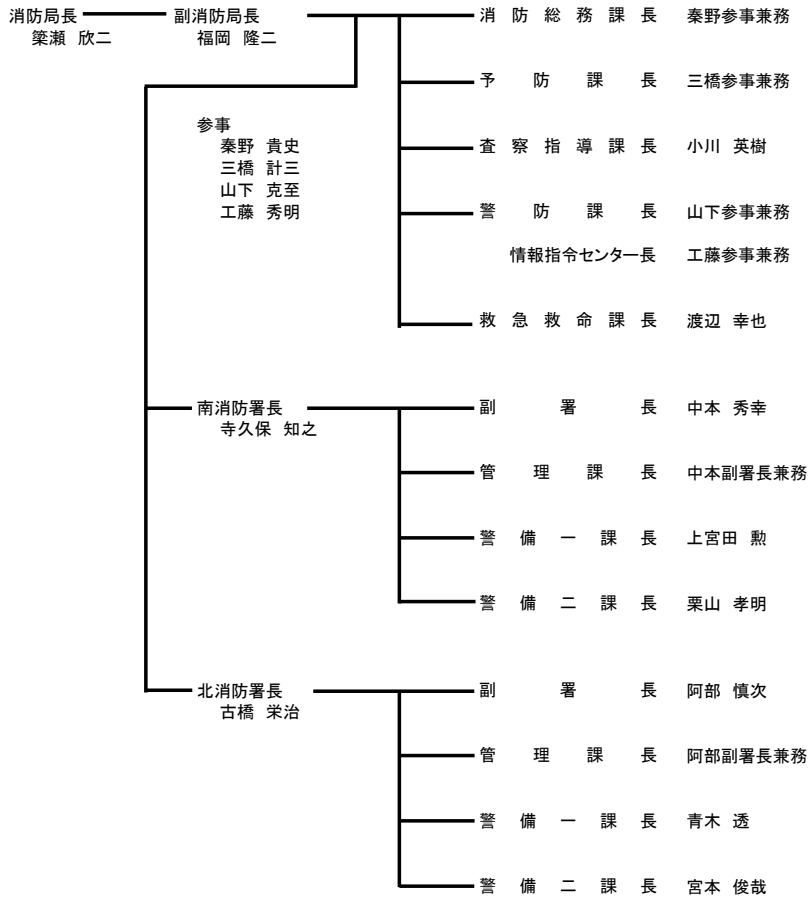 消防局長 副消防局長 消防総務課長 秦野参事兼務
簗瀬 欣二 福岡 隆二
予防課長 三橋参事兼務
参事
秦野 貴史
三橋 計三
山下 克至
工藤 秀明
査察指導課長 小川 英樹
警防課長 山下参事兼務
情報指令センター長 工藤参事兼務
救急救命課長 渡辺 幸也
南消防署長 副署長 中本 秀幸
寺久保 知之
管理課長 中本副署長兼務
警備一課長 上宮田 勲
警備二課長 栗山 孝明
北消防署長 副署長 阿部 慎次
古橋 栄治
管理課長 阿部副署長兼務
警備一課長 青木 透
警備二課長 宮本 俊哉